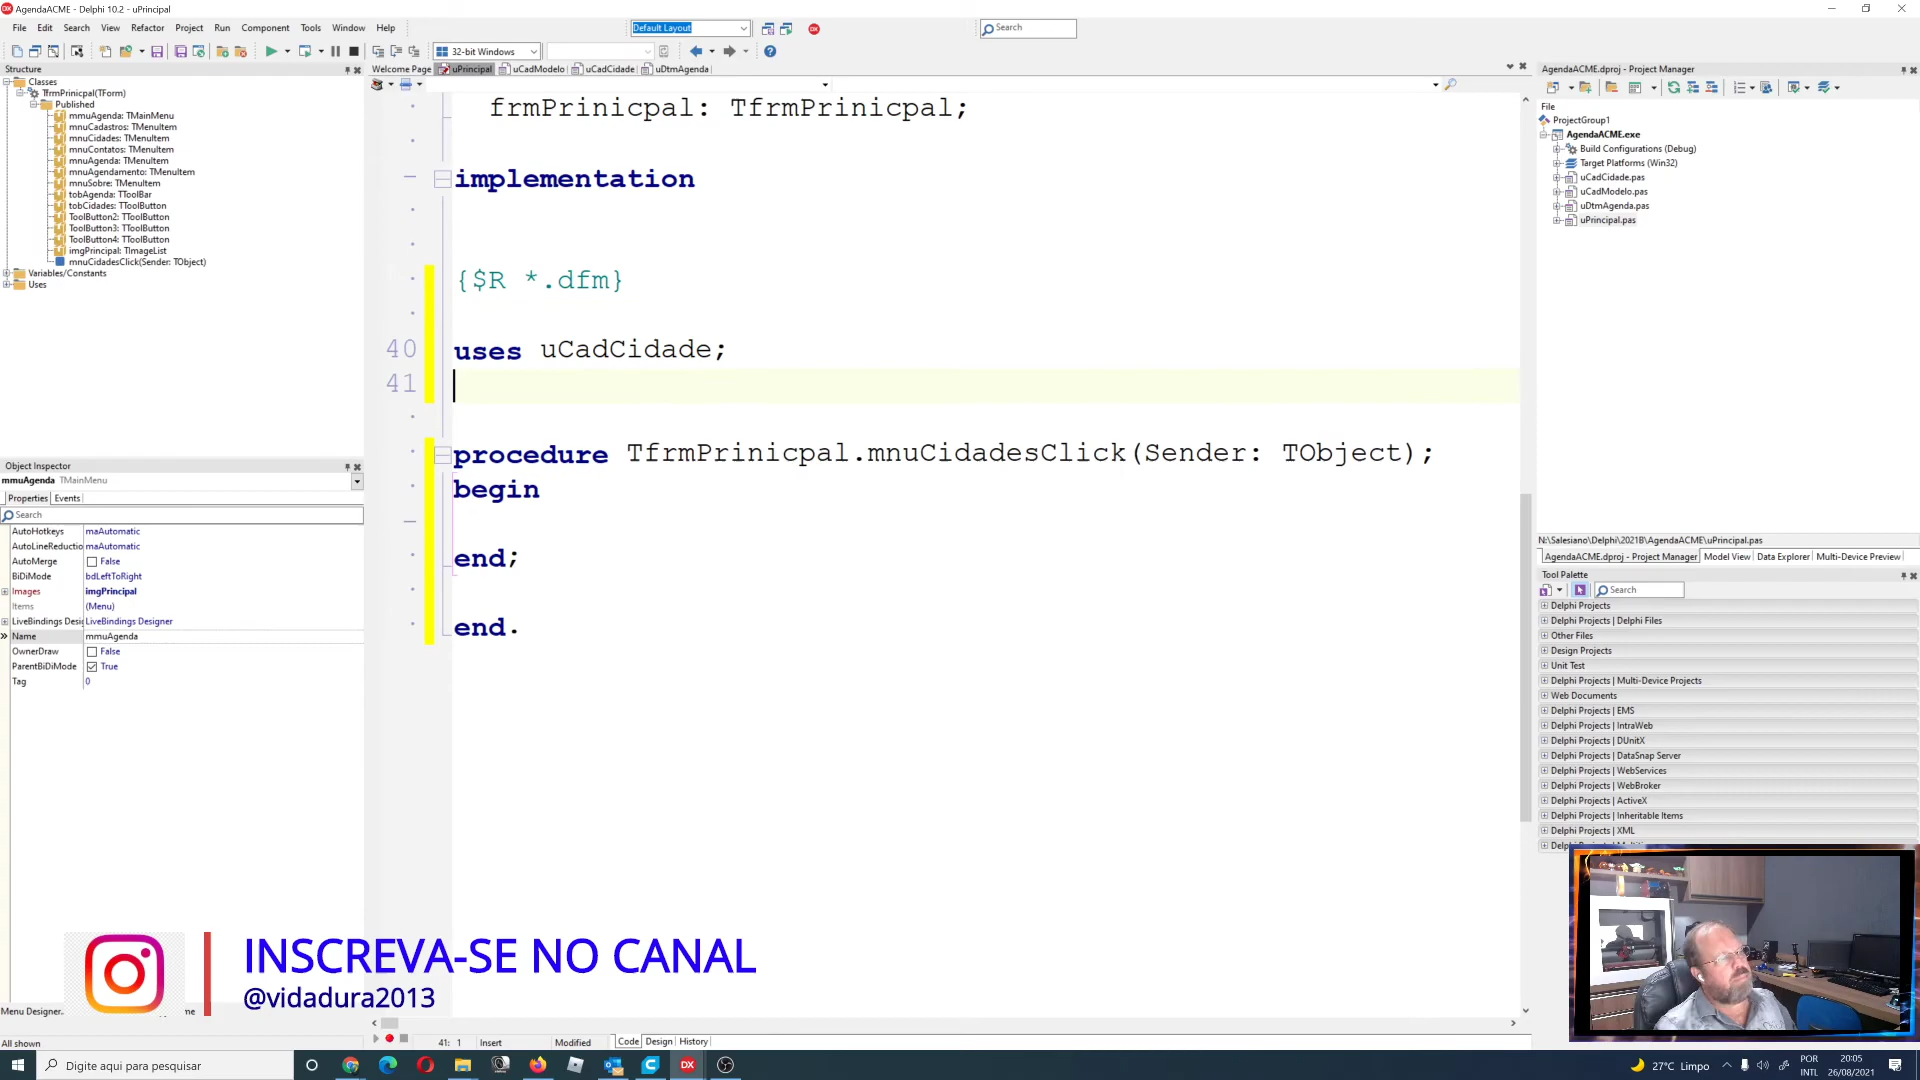 AgendaACME - Delphi 10.2 - uPrincipal
File Edit Search View Refactor Project Run Component Tools Window Help
Default Layout
Search
32-bit Windows
Structure
Classes
TfrmPrinicpal(TForm)
Published
mmuAgenda: TMainMenu
mnuCadastros: TMenuItem
mnuCidades: TMenuItem
mnuContatos: TMenuItem
mnuAgenda: TMenuItem
mnuAgendamento: TMenuItem
mnuSobre: TMenuItem
tobAgenda: TToolBar
tobCidades: TToolButton
ToolButton2: TToolButton
ToolButton3: TToolButton
ToolButton4: TToolButton
imgPrincipal: TImageList
mnuCidadesClick(Sender: TObject)
Variables/Constants
Uses
Object Inspector
mmuAgenda TMainMenu
Properties Events
Search
AutoHotkeys maAutomatic
AutoLineReductio maAutomatic
AutoMerge False
BiDiMode bdLeftToRight
Images imgPrincipal
Items (Menu)
LiveBindings Desi LiveBindings Designer
Name mmuAgenda
OwnerDraw False
ParentBiDiMode True
Tag 0
Menu Designer..
me
All shown
Welcome Page uPrincipal uCadModelo uCadCidade uDtmAgenda
frmPrinicpal: TfrmPrinicpal;
implementation
{$R *.dfm}
40 uses uCadCidade;
41
procedure TfrmPrinicpal.mnuCidadesClick(Sender: TObject);
begin
end;
end.
41: 1 Insert Modified Code Design History
AgendaACME.dproj - Project Manager
File
ProjectGroup1
AgendaACME.exe
Build Configurations (Debug)
Target Platforms (Win32)
uCadCidade.pas
uCadModelo.pas
uDtmAgenda.pas
uPrincipal.pas
N:\Salesiano\Delphi\2021B\AgendaACME\uPrincipal.pas
AgendaACME.dproj - Project Manager Model View Data Explorer Multi-Device Preview
Tool Palette
Search
Delphi Projects
Delphi Projects | Delphi Files
Other Files
Design Projects
Unit Test
Delphi Projects | Multi-Device Projects
Web Documents
Delphi Projects | EMS
Delphi Projects | IntraWeb
Delphi Projects | DUnitX
Delphi Projects | DataSnap Server
Delphi Projects | WebServices
Delphi Projects | WebBroker
Delphi Projects | ActiveX
Delphi Projects | Inheritable Items
Delphi Projects | XML
INSCREVA-SE NO CANAL
@vidadura2013
Digite aqui para pesquisar
27°C Limpo
POR
INTL
20:05
26/08/2021